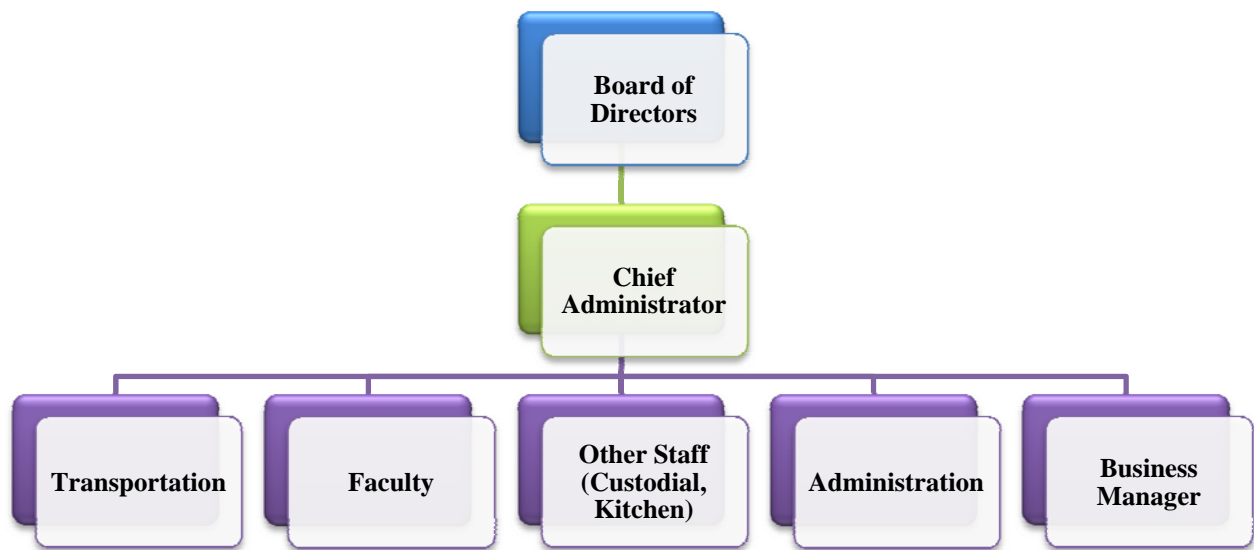 Board of
Directors
Chief
Administrator
Transportation
Faculty
Other Staff
(Custodial,
Kitchen)
Administration
Business
Manager